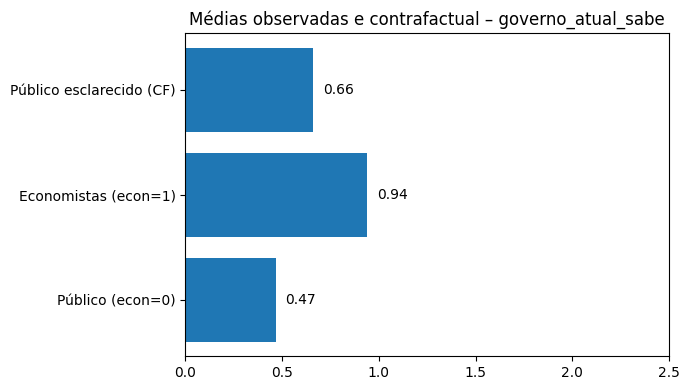 Médias observadas e contrafactual – governo_atual_sabe
Público esclarecido (CF)
0.66
Economistas (econ=1)
0.94
Público (econ=0)
0.47
0.0 0.5 1.0 1.5 2.0 2.5